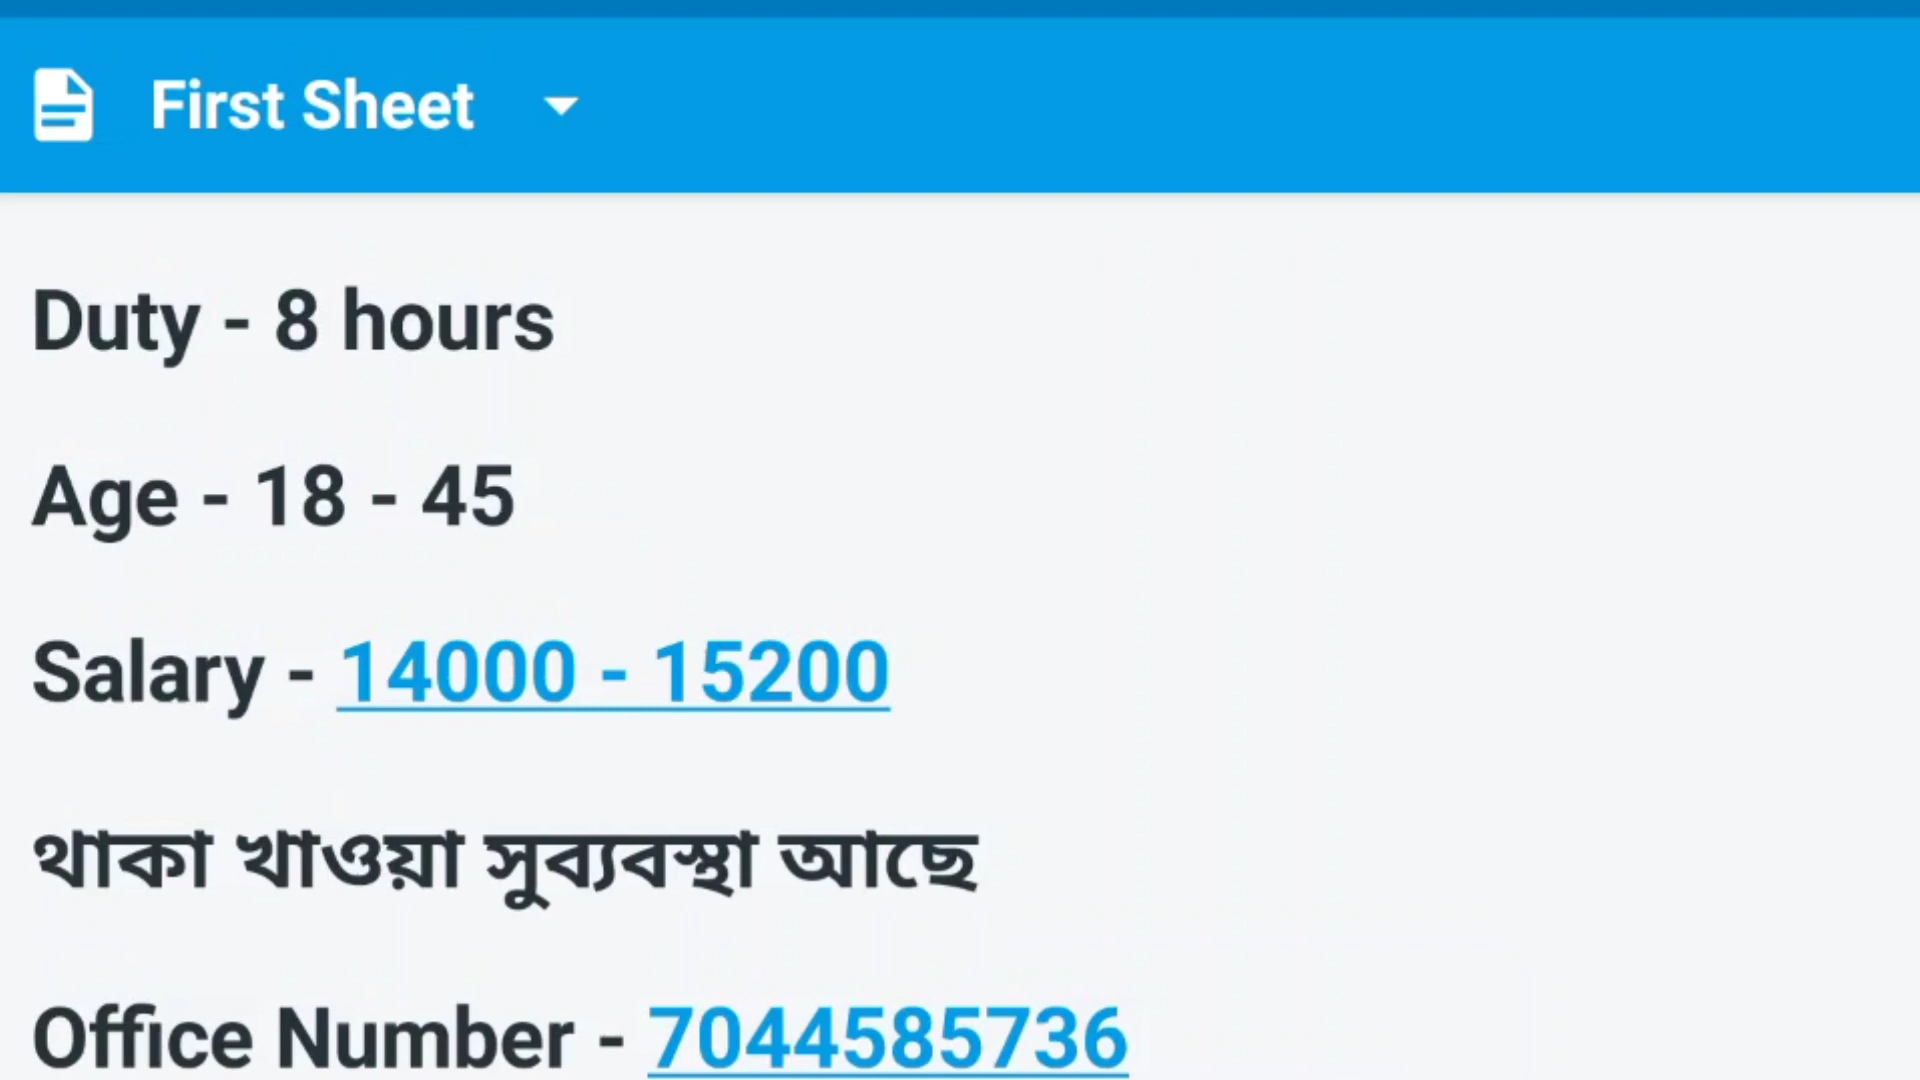 First Sheet
Duty - 8 hours
Age - 18 - 45
Salary - 14000 - 15200
থাকা খাওয়া সুব্যবস্থা আছে
Office Number - 7044585736